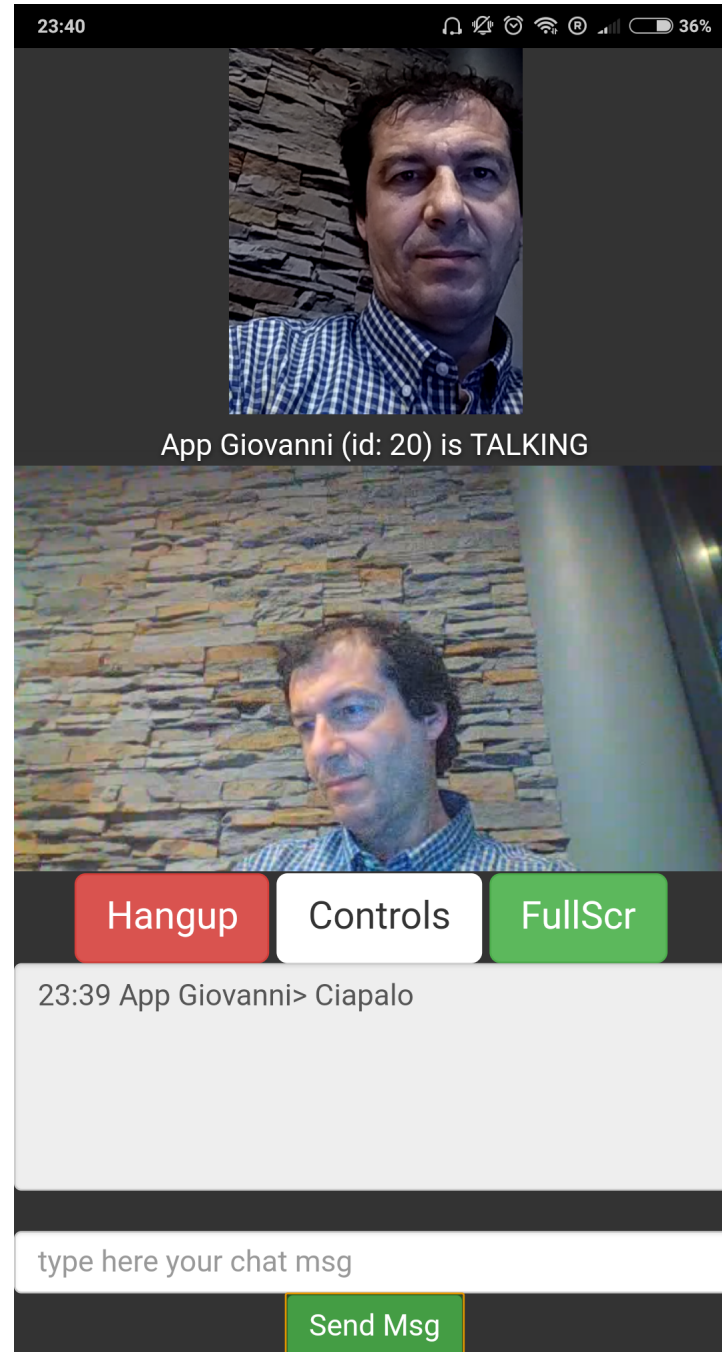 23:40 ® 36%
App Giovanni (id: 20) is TALKING
Hangup Controls FullScr
23:39 App Giovanni> Ciapalo
type here your chat msg
Send Msg